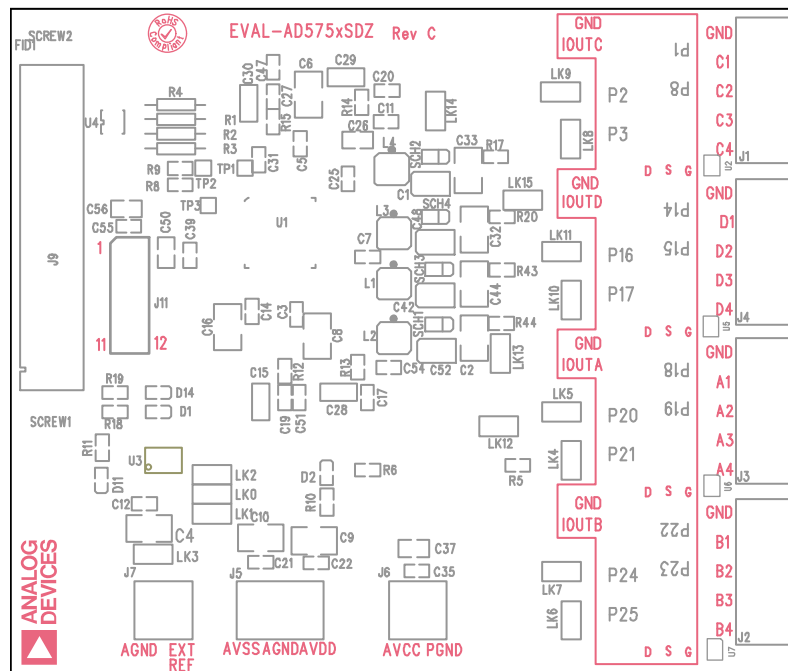 SCREW2
FID1
RoHS
Compliant
EVAL-AD575xSDZ Rev C
GND
IOUTC
P1
P8
P2
P3
D S G
GND
C1
C2
C3
C4
J1
U2
LK9
LK8
C47
C30
C6
C29
C20
C27
R14
C11
LK14
R15
C26
C5
C31
R4
R1
R2
R3
U4
R9
R8
TP1
TP2
TP3
L4
SCH2
C33
R17
C25
C1
LK15
GND
IOUTD
P14
P15
P16
P17
D S G
GND
D1
D2
D3
D4
J4
U5
LK11
LK10
C56
C55
C50
C39
U1
L3
C48
SCH4
C32
R20
C7
J9
1
J11
11
12
L1
SCH3
R43
C44
C42
C16
C14
C3
C8
L2
SCH1
R44
C52
C2
LK13
C54
R13
R12
C15
C19
C51
C28
C17
GND
IOUTA
P18
P19
P20
P21
D S G
GND
A1
A2
A3
A4
J3
U6
LK5
LK4
LK12
R5
R19
R18
D14
D1
SCREW1
R11
D11
U3
LK2
LK0
LK1
D2
R10
R6
C12
C4
LK3
C10
C9
C21
C22
C37
C35
GND
IOUTB
P22
P23
P24
P25
D S G
GND
B1
B2
B3
B4
J2
U7
LK7
LK6
J7
J5
J6
ANALOG
DEVICES
AGND EXT
REF
AVSS AGND AVDD
AVCC PGND